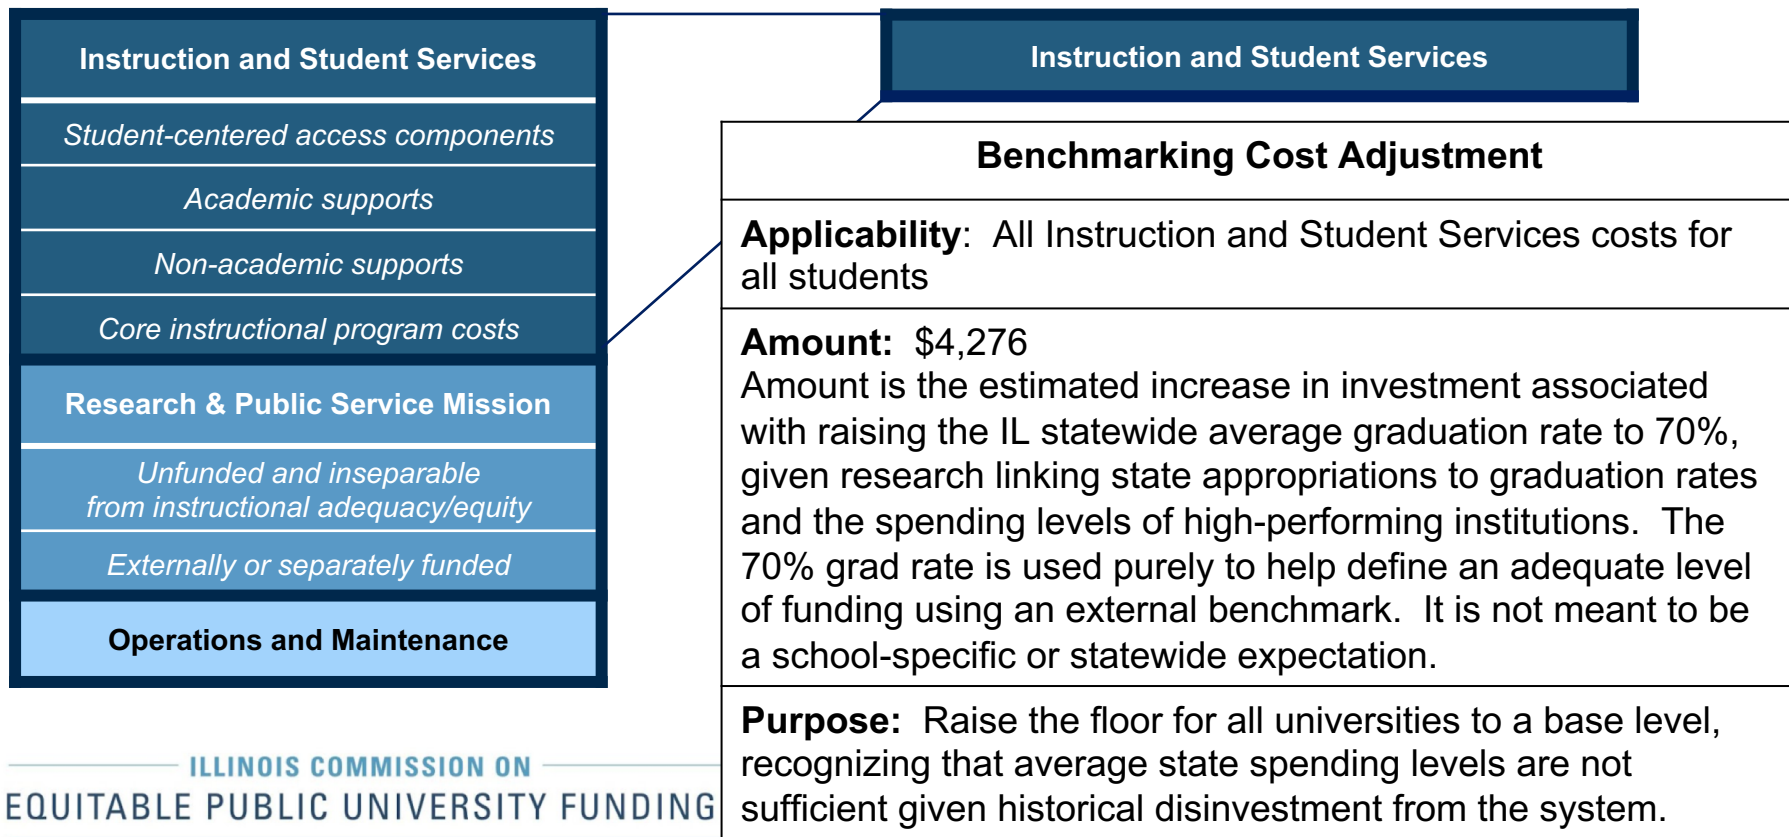 Instruction and Student Services
Student-centered access components
Academic supports
Non-academic supports
Core instructional program costs
Research & Public Service Mission
Unfunded and inseparable
from instructional adequacy/equity
Externally or separately funded
Operations and Maintenance
ILLINOIS COMMISSION ON
EQUITABLE PUBLIC UNIVERSITY FUNDING
Instruction and Student Services
Benchmarking Cost Adjustment
Applicability: All Instruction and Student Services costs for
all students
Amount: $4,276
Amount is the estimated increase in investment associated
with raising the IL statewide average graduation rate to 70%,
given research linking state appropriations to graduation rates
and the spending levels of high-performing institutions. The
70% grad rate is used purely to help define an adequate level
of funding using an external benchmark. It is not meant to be
a school-specific or statewide expectation.
Purpose: Raise the floor for all universities to a base level,
recognizing that average state spending levels are not
sufficient given historical disinvestment from the system.